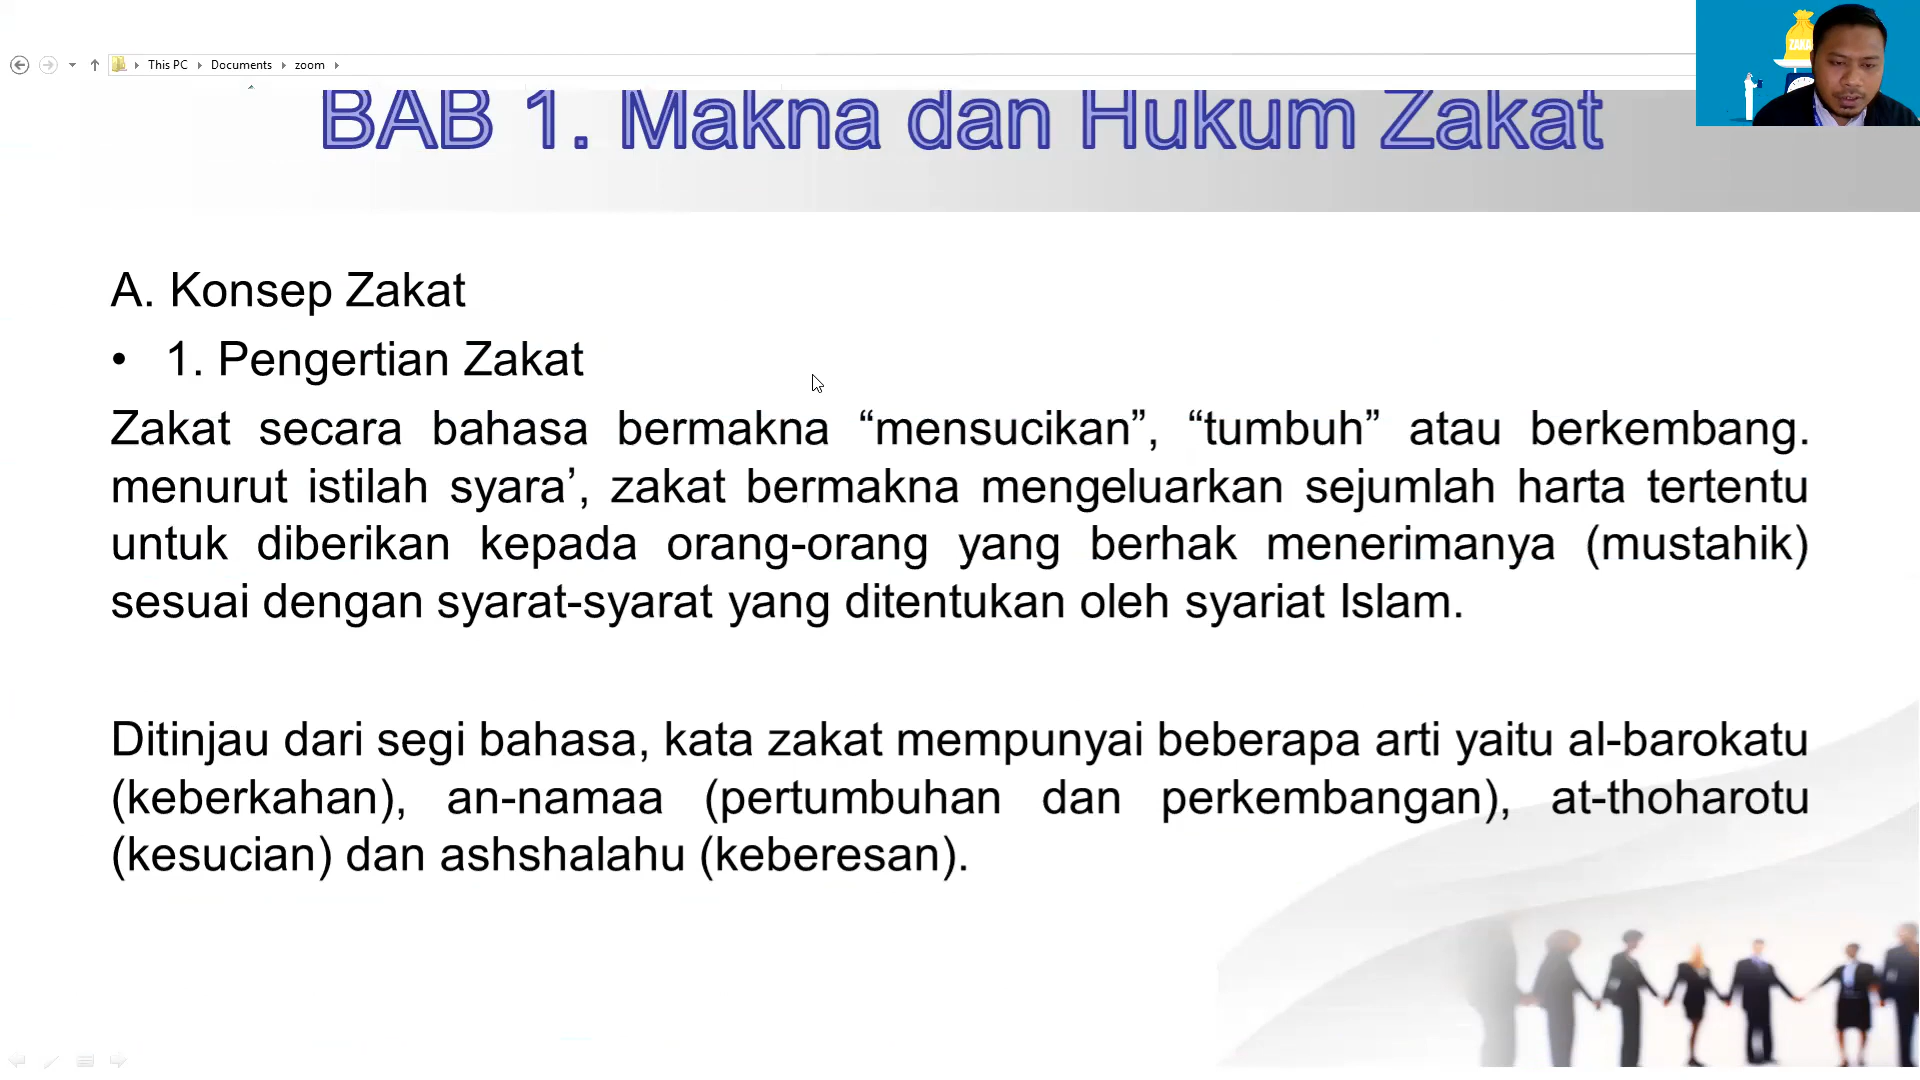 This PC
Documents
zoom
BAB 1. Makna dan Hukum Zakat
A. Konsep Zakat
• 1. Pengertian Zakat
Zakat secara bahasa bermakna “mensucikan”, “tumbuh” atau berkembang.
menurut istilah syara’, zakat bermakna mengeluarkan sejumlah harta tertentu
untuk diberikan kepada orang-orang yang berhak menerimanya (mustahik)
sesuai dengan syarat-syarat yang ditentukan oleh syariat Islam.
Ditinjau dari segi bahasa, kata zakat mempunyai beberapa arti yaitu al-barokatu
(keberkahan), an-namaa (pertumbuhan dan perkembangan), at-thoharotu
(kesucian) dan ashshalahu (keberesan).